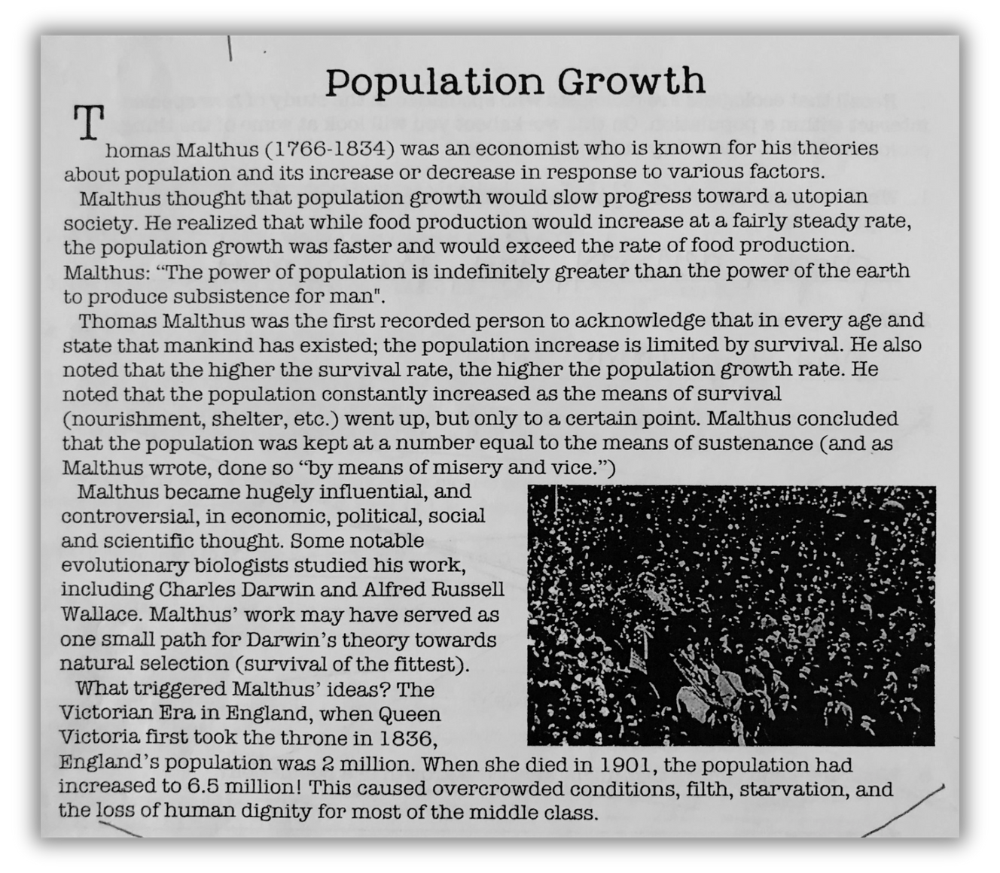 Population Growth
Thomas Malthus (1766-1834) was an economist who is known for his theories
about population and its increase or decrease in response to various factors.
Malthus thought that population growth would slow progress toward a utopian
society. He realized that while food production would increase at a fairly steady rate,
the population growth was faster and would exceed the rate of food production.
Malthus: “The power of population is indefinitely greater than the power of the earth
to produce subsistence for man".
Thomas Malthus was the first recorded person to acknowledge that in every age and
state that mankind has existed; the population increase is limited by survival. He also
noted that the higher the survival rate, the higher the population growth rate. He
noted that the population constantly increased as the means of survival
(nourishment, shelter, etc.) went up, but only to a certain point. Malthus concluded
that the population was kept at a number equal to the means of sustenance (and as
Malthus wrote, done so “by means of misery and vice.”)
Malthus became hugely influential, and
controversial, in economic, political, social
and scientific thought. Some notable
evolutionary biologists studied his work,
including Charles Darwin and Alfred Russell
Wallace. Malthus’ work may have served as
one small path for Darwin’s theory towards
natural selection (survival of the fittest).
What triggered Malthus’ ideas? The
Victorian Era in England, when Queen
Victoria first took the throne in 1836,
England’s population was 2 million. When she died in 1901, the population had
increased to 6.5 million! This caused overcrowded conditions, filth, starvation, and
the loss of human dignity for most of the middle class.